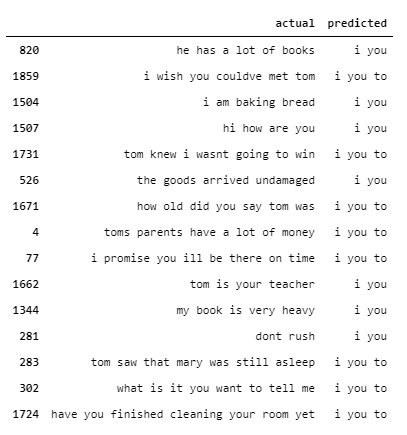 actual predicted
820 he has a lot of books i you
1859 i wish you couldve met tom i you to
1504 i am baking bread i you
1507 hi how are you i you
1731 tom knew i wasnt going to win i you to
526 the goods arrived undamaged i you
1671 how old did you say tom was i you to
4 toms parents have a lot of money i you to
77 i promise you ill be there on time i you to
1662 tom is your teacher i you
1344 my book is very heavy i you
281 dont rush i you
283 tom saw that mary was still asleep i you to
302 what is it you want to tell me i you to
1724 have you finished cleaning your room yet i you to